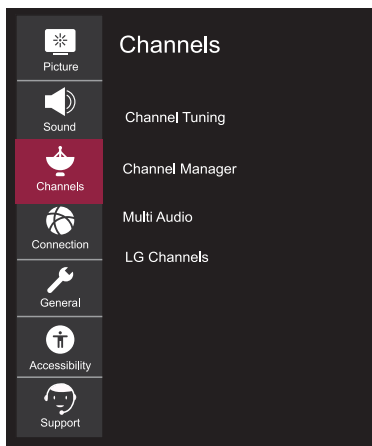 Picture
Sound
Channels
Connection
General
Accessibility
Support
Channels
Channel Tuning
Channel Manager
Multi Audio
LG Channels